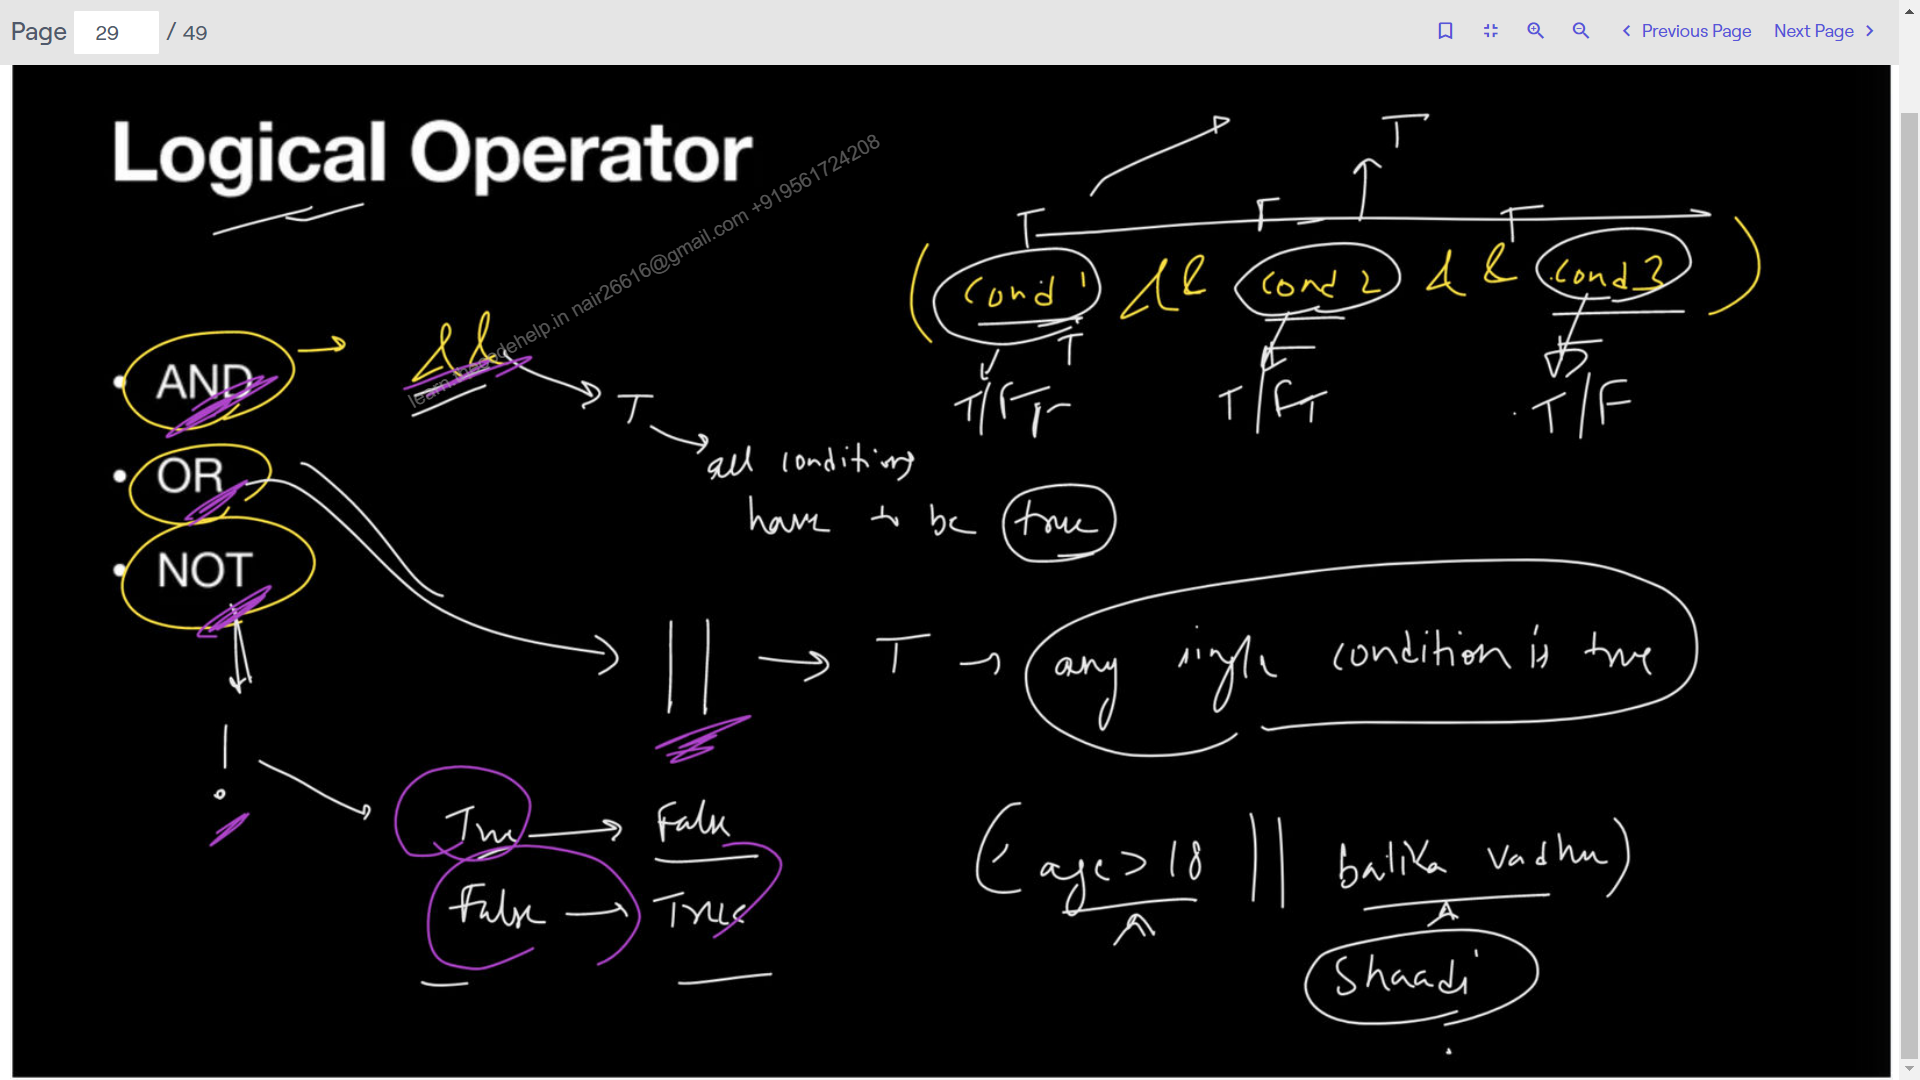 Page 29 / 49
Previous Page Next Page
Logical Operator
learn.thecodehelp.in nair26616@gmail.com +919561724208
T
T F T
(cond 1 && cond 2 && cond 3)
T F F
T/F T/F T T/F
• AND → &&
T
all conditions
have to be true
• OR
• NOT
|| → T → any single condition is true
!
True → False
False → True
(age > 18 || balika vadhu)
Shaadi